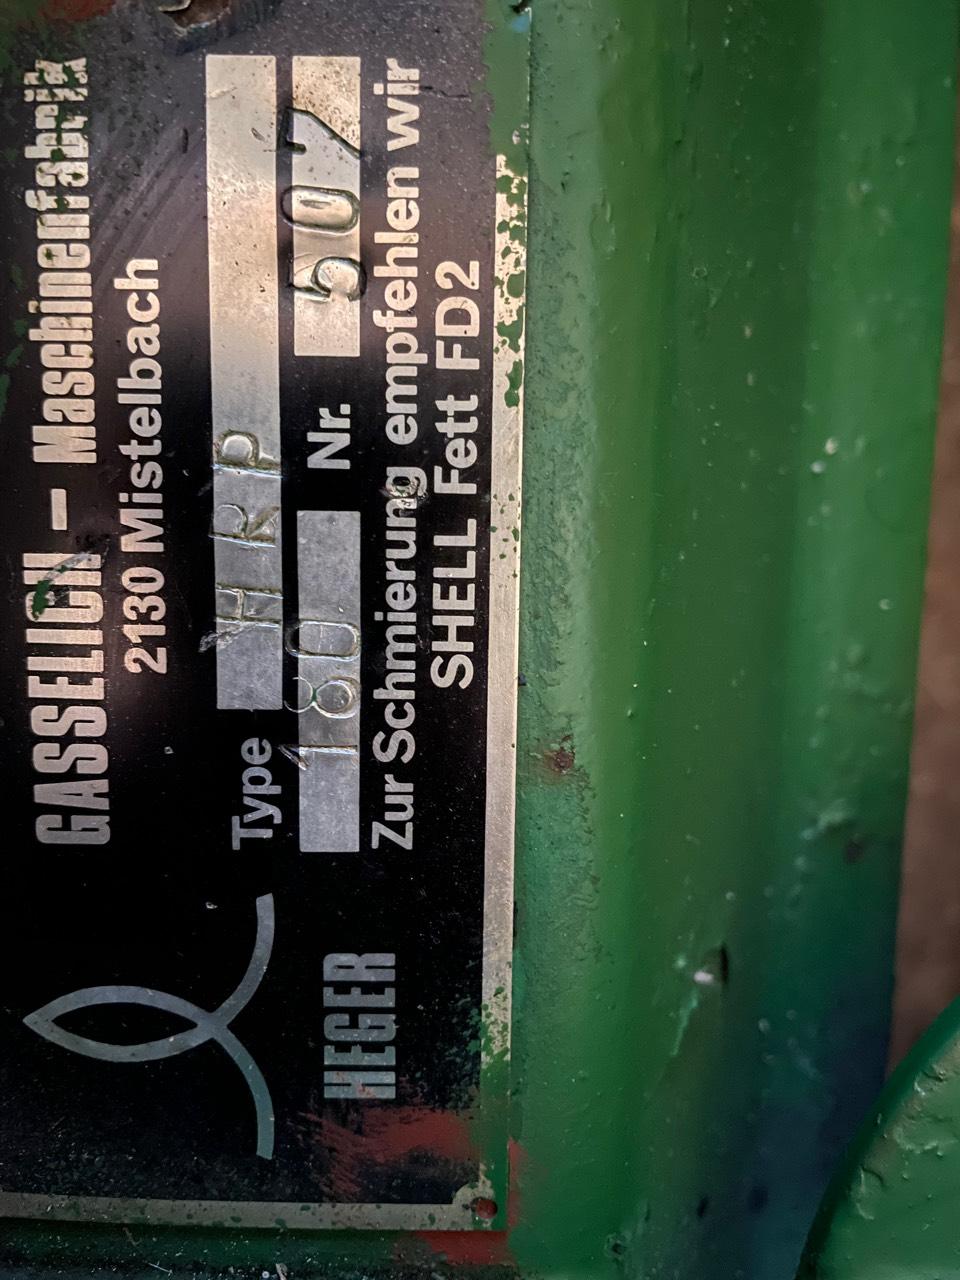 GASSELICH – Maschinenfabrik
2130 Mistelbach
Type HRP
180 Nr. 507
Zur Schmierung empfehlen wir
SHELL Fett FD2
HEGER